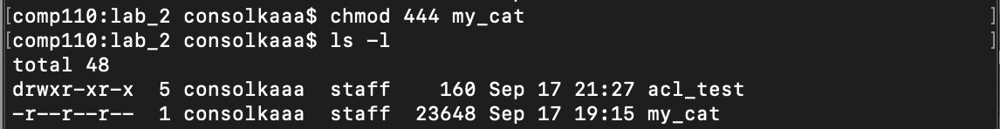 [comp110:lab_2 consolkaaa$ chmod 444 my_cat ]
[comp110:lab_2 consolkaaa$ ls -l ]
total 48
drwxr-xr-x  5 consolkaaa  staff    160 Sep 17 21:27 acl_test
-r--r--r--  1 consolkaaa  staff  23648 Sep 17 19:15 my_cat